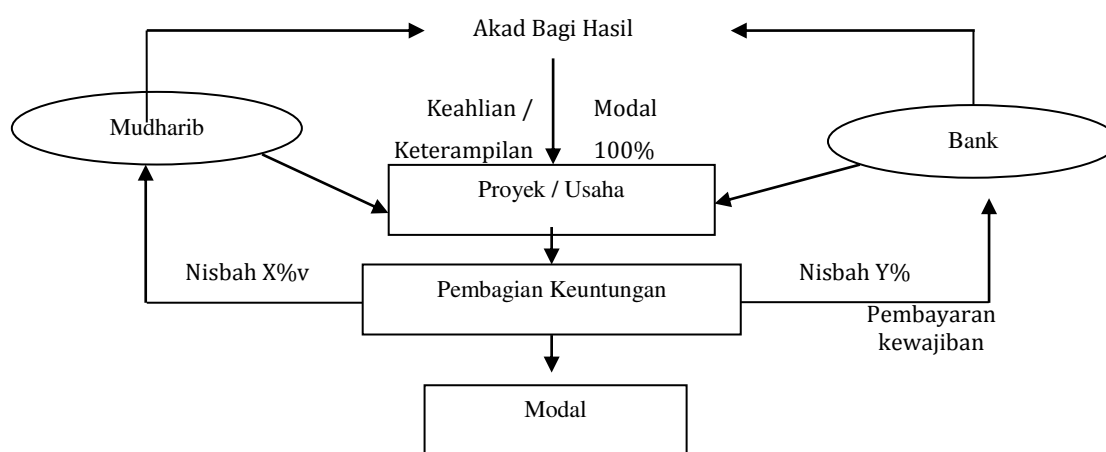 Akad Bagi Hasil
Mudharib
Keahlian /
Keterampilan
Modal
100%
Bank
Proyek / Usaha
Nisbah X%v
Pembagian Keuntungan
Nisbah Y%
Pembayaran
kewajiban
Modal